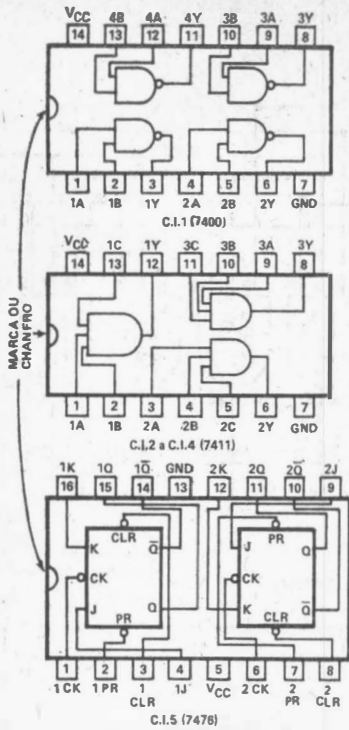 VCC 4B 4A 4Y 3B 3A 3Y
14 13 12 11 10 9 8
1 2 3 4 5 6 7
1A 1B 1Y 2A 2B 2Y GND
C.I.1 (7400)
MARCA OU
CHANFRO
VCC 1C 1Y 3C 3B 3A 3Y
14 13 12 11 10 9 8
1 2 3 4 5 6 7
1A 1B 2A 2B 2C 2Y GND
C.I.2 a C.I.4 (7411)
1K 1Q 1Q̅ GND 2K 2Q 2Q̅ 2J
16 15 14 13 12 11 10 9
CLR PR
K Q̅ J Q
CK CK
J Q K Q̅
PR CLR
1 2 3 4 5 6 7 8
1 CK 1 PR 1 CLR 1J VCC 2 CK 2 PR 2 CLR
C.I.5 (7476)